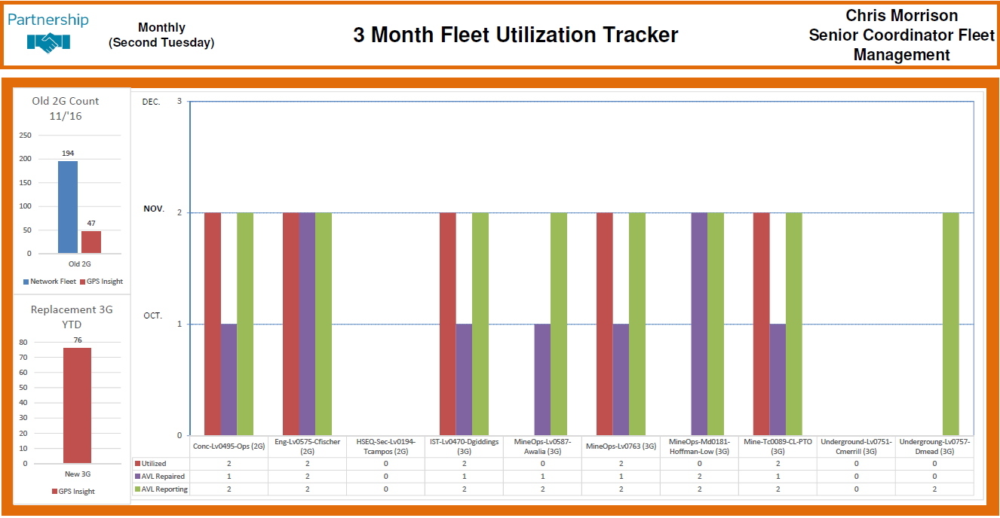 Partnership
Monthly
(Second Tuesday)
3 Month Fleet Utilization Tracker
Chris Morrison
Senior Coordinator Fleet
Management
Old 2G Count
11/'16
250
200
150
100
50
0
194
47
Old 2G
Network Fleet GPS Insight
Replacement 3G
YTD
80
70
60
50
40
30
20
10
0
76
New 3G
GPS Insight
DEC. 3
NOV. 2
OCT. 1
0
Conc-Lv0495-Ops (2G)
Eng-Lv0575-Cfischer
(2G)
HSEQ-Sec-Lv0194-
Tcampos (2G)
IST-Lv0470-Dgiddings
(3G)
MineOps-Lv0587-
Awalia (3G)
MineOps-Lv0763 (3G)
MineOps-Md0181-
Hoffman-Low (3G)
Mine-Tc0089-CL-PTO
(3G)
Underground-Lv0751-
Cmerrill (3G)
Undergroung-Lv0757-
Dmead (3G)
Utilized 2 2 0 2 0 2 0 2 0 0
AVL Repaired 1 2 0 1 1 1 2 1 0 0
AVL Reporting 2 2 0 2 2 2 2 2 0 2